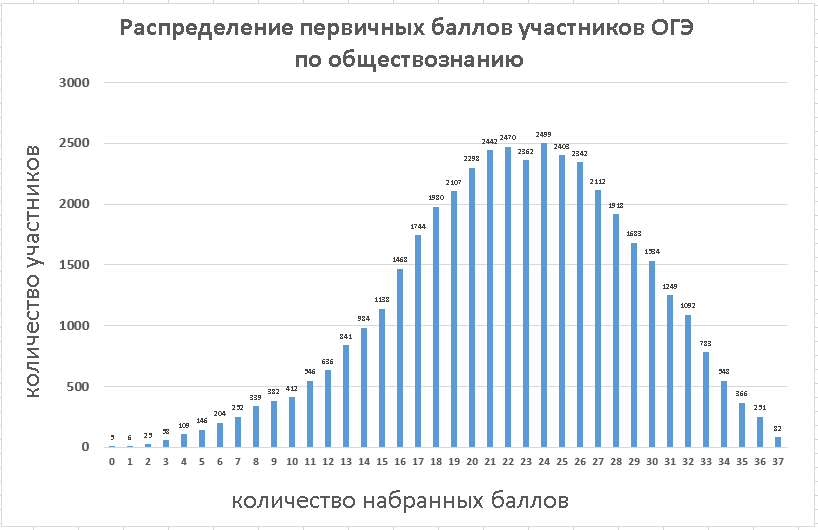 Распределение первичных баллов участников ОГЭ
по обществознанию
количество участников
3000
2500
2000
1500
1000
500
0
5 6 25 58 109 146 204 252 339 382 412 546 636 841 984 1138 1468 1744 1980 2107 2298 2442 2470 2362 2499 2403 2342 2112 1918 1683 1534 1249 1092 783 548 366 251 82
0 1 2 3 4 5 6 7 8 9 10 11 12 13 14 15 16 17 18 19 20 21 22 23 24 25 26 27 28 29 30 31 32 33 34 35 36 37
количество набранных баллов